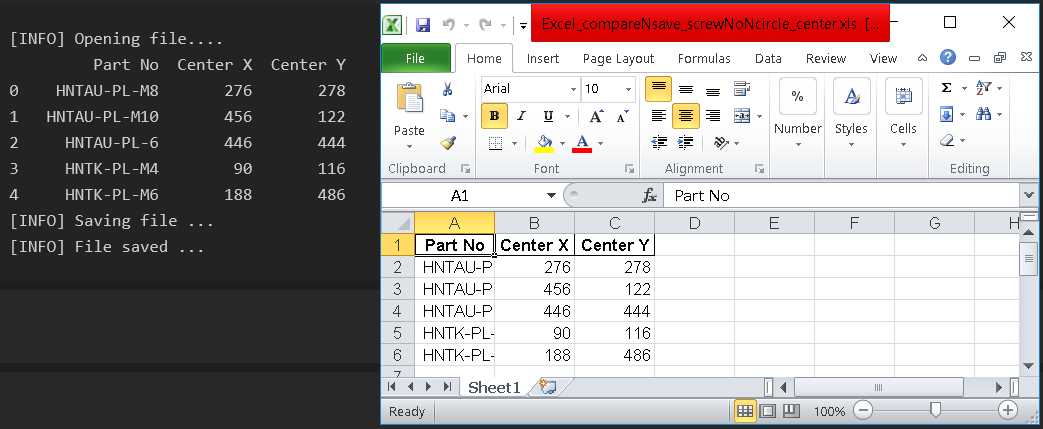 [INFO] Opening file....
Part No Center X Center Y
0 HNTAU-PL-M8 276 278
1 HNTAU-PL-M10 456 122
2 HNTAU-PL-6 446 444
3 HNTK-PL-M4 90 116
4 HNTK-PL-M6 188 486
[INFO] Saving file ...
[INFO] File saved ...
Excel_compareNsave_screwNoNcircle_center.xls [...
File Home Insert Page Layout Formulas Data Review View
Paste
Arial 10
B I U A A
A
% Number
A Styles
Cells
Σ A Z
Clipboard Font Alignment Editing
A1 fx Part No
A B C D E F G H
1 Part No Center X Center Y
2 HNTAU-P 276 278
3 HNTAU-P 456 122
4 HNTAU-P 446 444
5 HNTK-PL- 90 116
6 HNTK-PL- 188 486
7
Sheet1
Ready 100%